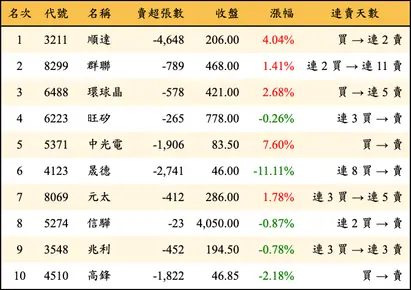 名次 代號 名稱 賣超張數 收盤 漲幅 連賣天數
1 3211 順達 -4,648 206.00 4.04% 買→連 2 賣
2 8299 群聯 -789 468.00 1.41% 連 2 買→連 11 賣
3 6488 環球晶 -578 421.00 2.68% 買→連 5 賣
4 6223 旺矽 -265 778.00 -0.26% 連 3 買→賣
5 5371 中光電 -1,906 83.50 7.60% 買→賣
6 4123 晟德 -2,741 46.00 -11.11% 連 8 買→賣
7 8069 元太 -412 286.00 1.78% 連 3 買→連 5 賣
8 5274 信驊 -23 4,050.00 -0.87% 連 2 買→賣
9 3548 兆利 -452 194.50 -0.78% 連 3 買→連 3 賣
10 4510 高鋒 -1,822 46.85 -2.18% 買→賣